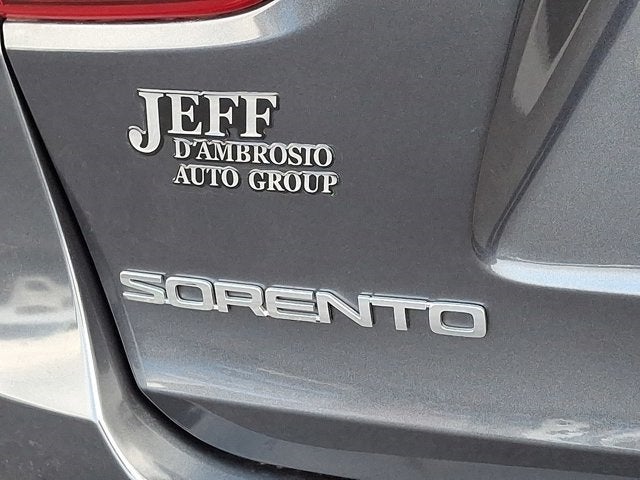 JEFF
D'AMBROSIO
AUTO GROUP
SORENTO